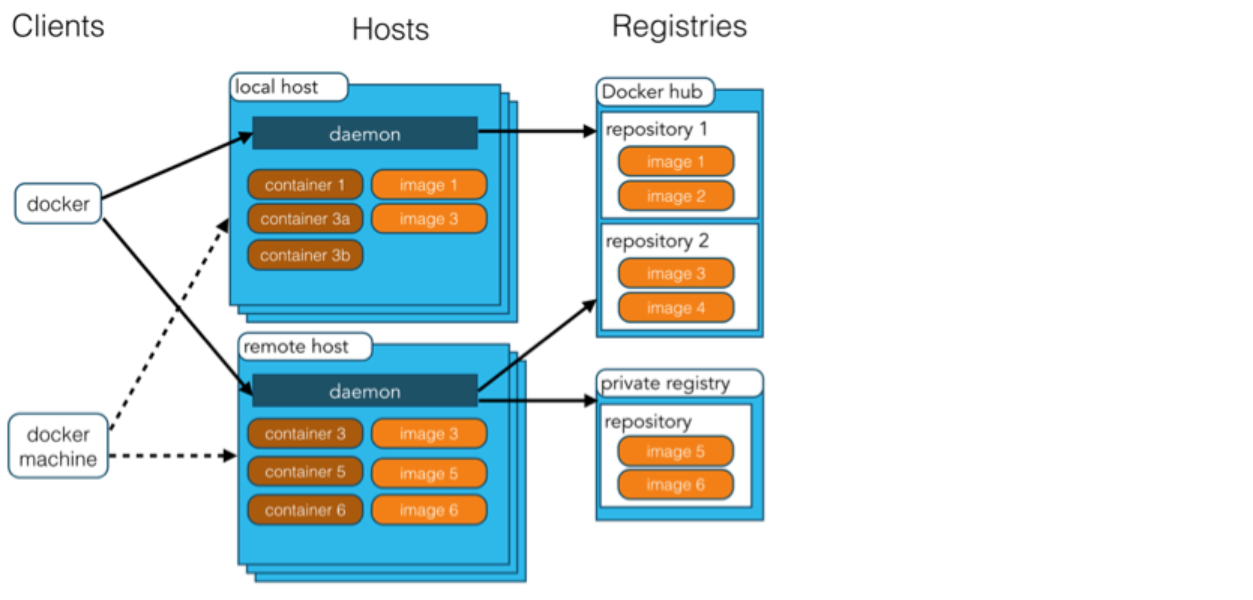 Clients
Hosts
Registries
docker
docker
machine
local host
daemon
container 1
image 1
container 3a
image 3
container 3b
remote host
daemon
container 3
image 3
container 5
image 5
container 6
image 6
Docker hub
repository 1
image 1
image 2
repository 2
image 3
image 4
private registry
repository
image 5
image 6